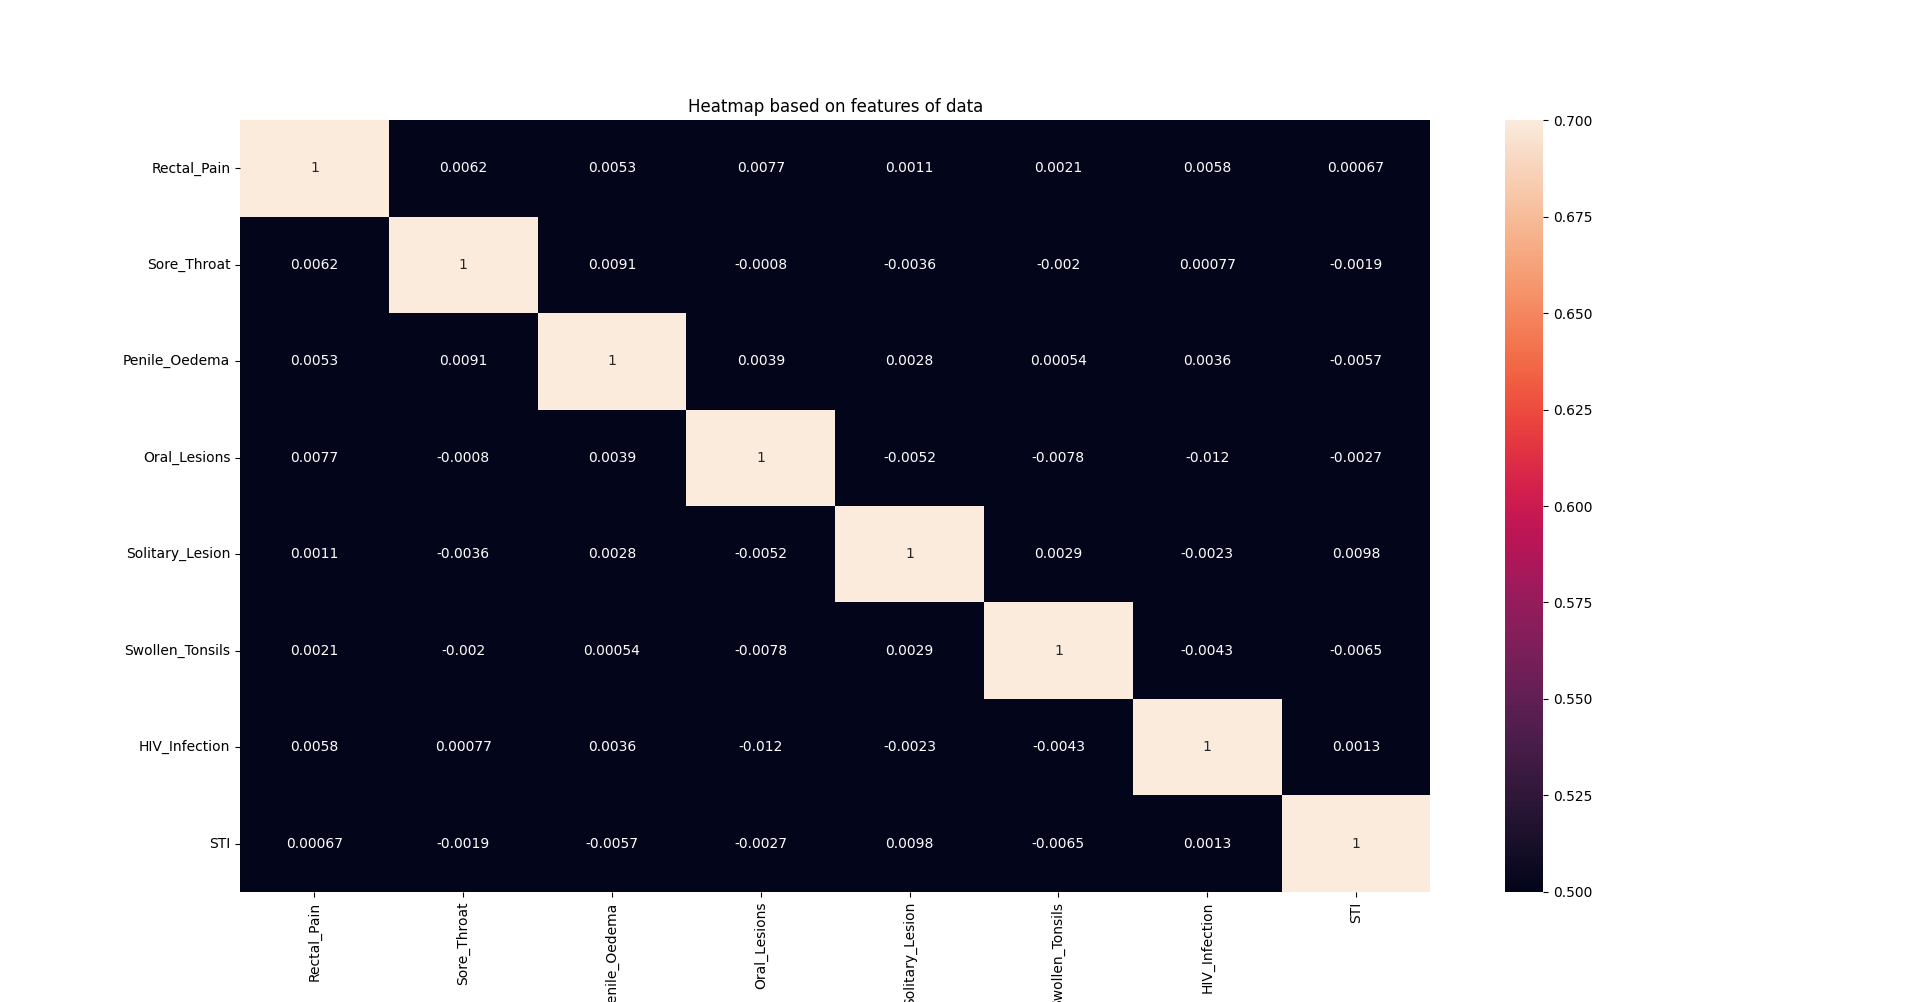 Heatmap based on features of data
Rectal_Pain 1 0.0062 0.0053 0.0077 0.0011 0.0021 0.0058 0.00067
Sore_Throat 0.0062 1 0.0091 -0.0008 -0.0036 -0.002 0.00077 -0.0019
Penile_Oedema 0.0053 0.0091 1 0.0039 0.0028 0.00054 0.0036 -0.0057
Oral_Lesions 0.0077 -0.0008 0.0039 1 -0.0052 -0.0078 -0.012 -0.0027
Solitary_Lesion 0.0011 -0.0036 0.0028 -0.0052 1 0.0029 -0.0023 0.0098
Swollen_Tonsils 0.0021 -0.002 0.00054 -0.0078 0.0029 1 -0.0043 -0.0065
HIV_Infection 0.0058 0.00077 0.0036 -0.012 -0.0023 -0.0043 1 0.0013
STI 0.00067 -0.0019 -0.0057 -0.0027 0.0098 -0.0065 0.0013 1
Rectal_Pain
Sore_Throat
enile_Oedema
Oral_Lesions
Solitary_Lesion
wollen_Tonsils
HIV_Infection
STI
0.700
0.675
0.650
0.625
0.600
0.575
0.550
0.525
0.500